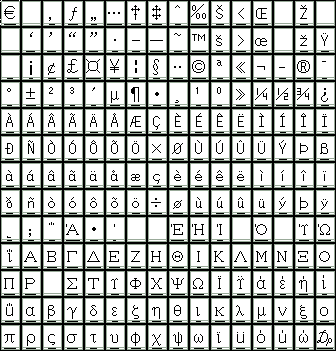 € ‚ ƒ „ … † ‡ ˆ ‰ Š ‹ Œ Ž
‘ ’ “ ” • – — ˜ ™ š › œ ž Ÿ
¡ ¢ £ ¤ ¥ ¦ § ¨ © ª « ¬ - ® ¯
° ± ² ³ ´ µ ¶ · ¸ ¹ º » ¼ ½ ¾ ¿
À Á Â Ã Ä Å Æ Ç È É Ê Ë Ì Í Î Ï
Ð Ñ Ò Ó Ô Õ Ö × Ø Ù Ú Û Ü Ý Þ ß
à á â ã ä å æ ç è é ê ë ì í î ï
ð ñ ò ó ô õ ö ÷ ø ù ú û ü ý þ ÿ
ͺ ; ΅ Ά · ' Έ Ή Ί Ό Ύ Ώ
ΐ Α Β Γ Δ Ε Ζ Η Θ Ι Κ Λ Μ Ν Ξ Ο
Π Ρ Σ Τ Υ Φ Χ Ψ Ω Ϊ Ϋ ά έ ή ί
ΰ α β γ δ ε ζ η θ ι κ λ μ ν ξ ο
π ρ ς σ τ υ φ χ ψ ω ϊ ϋ ό ύ ώ